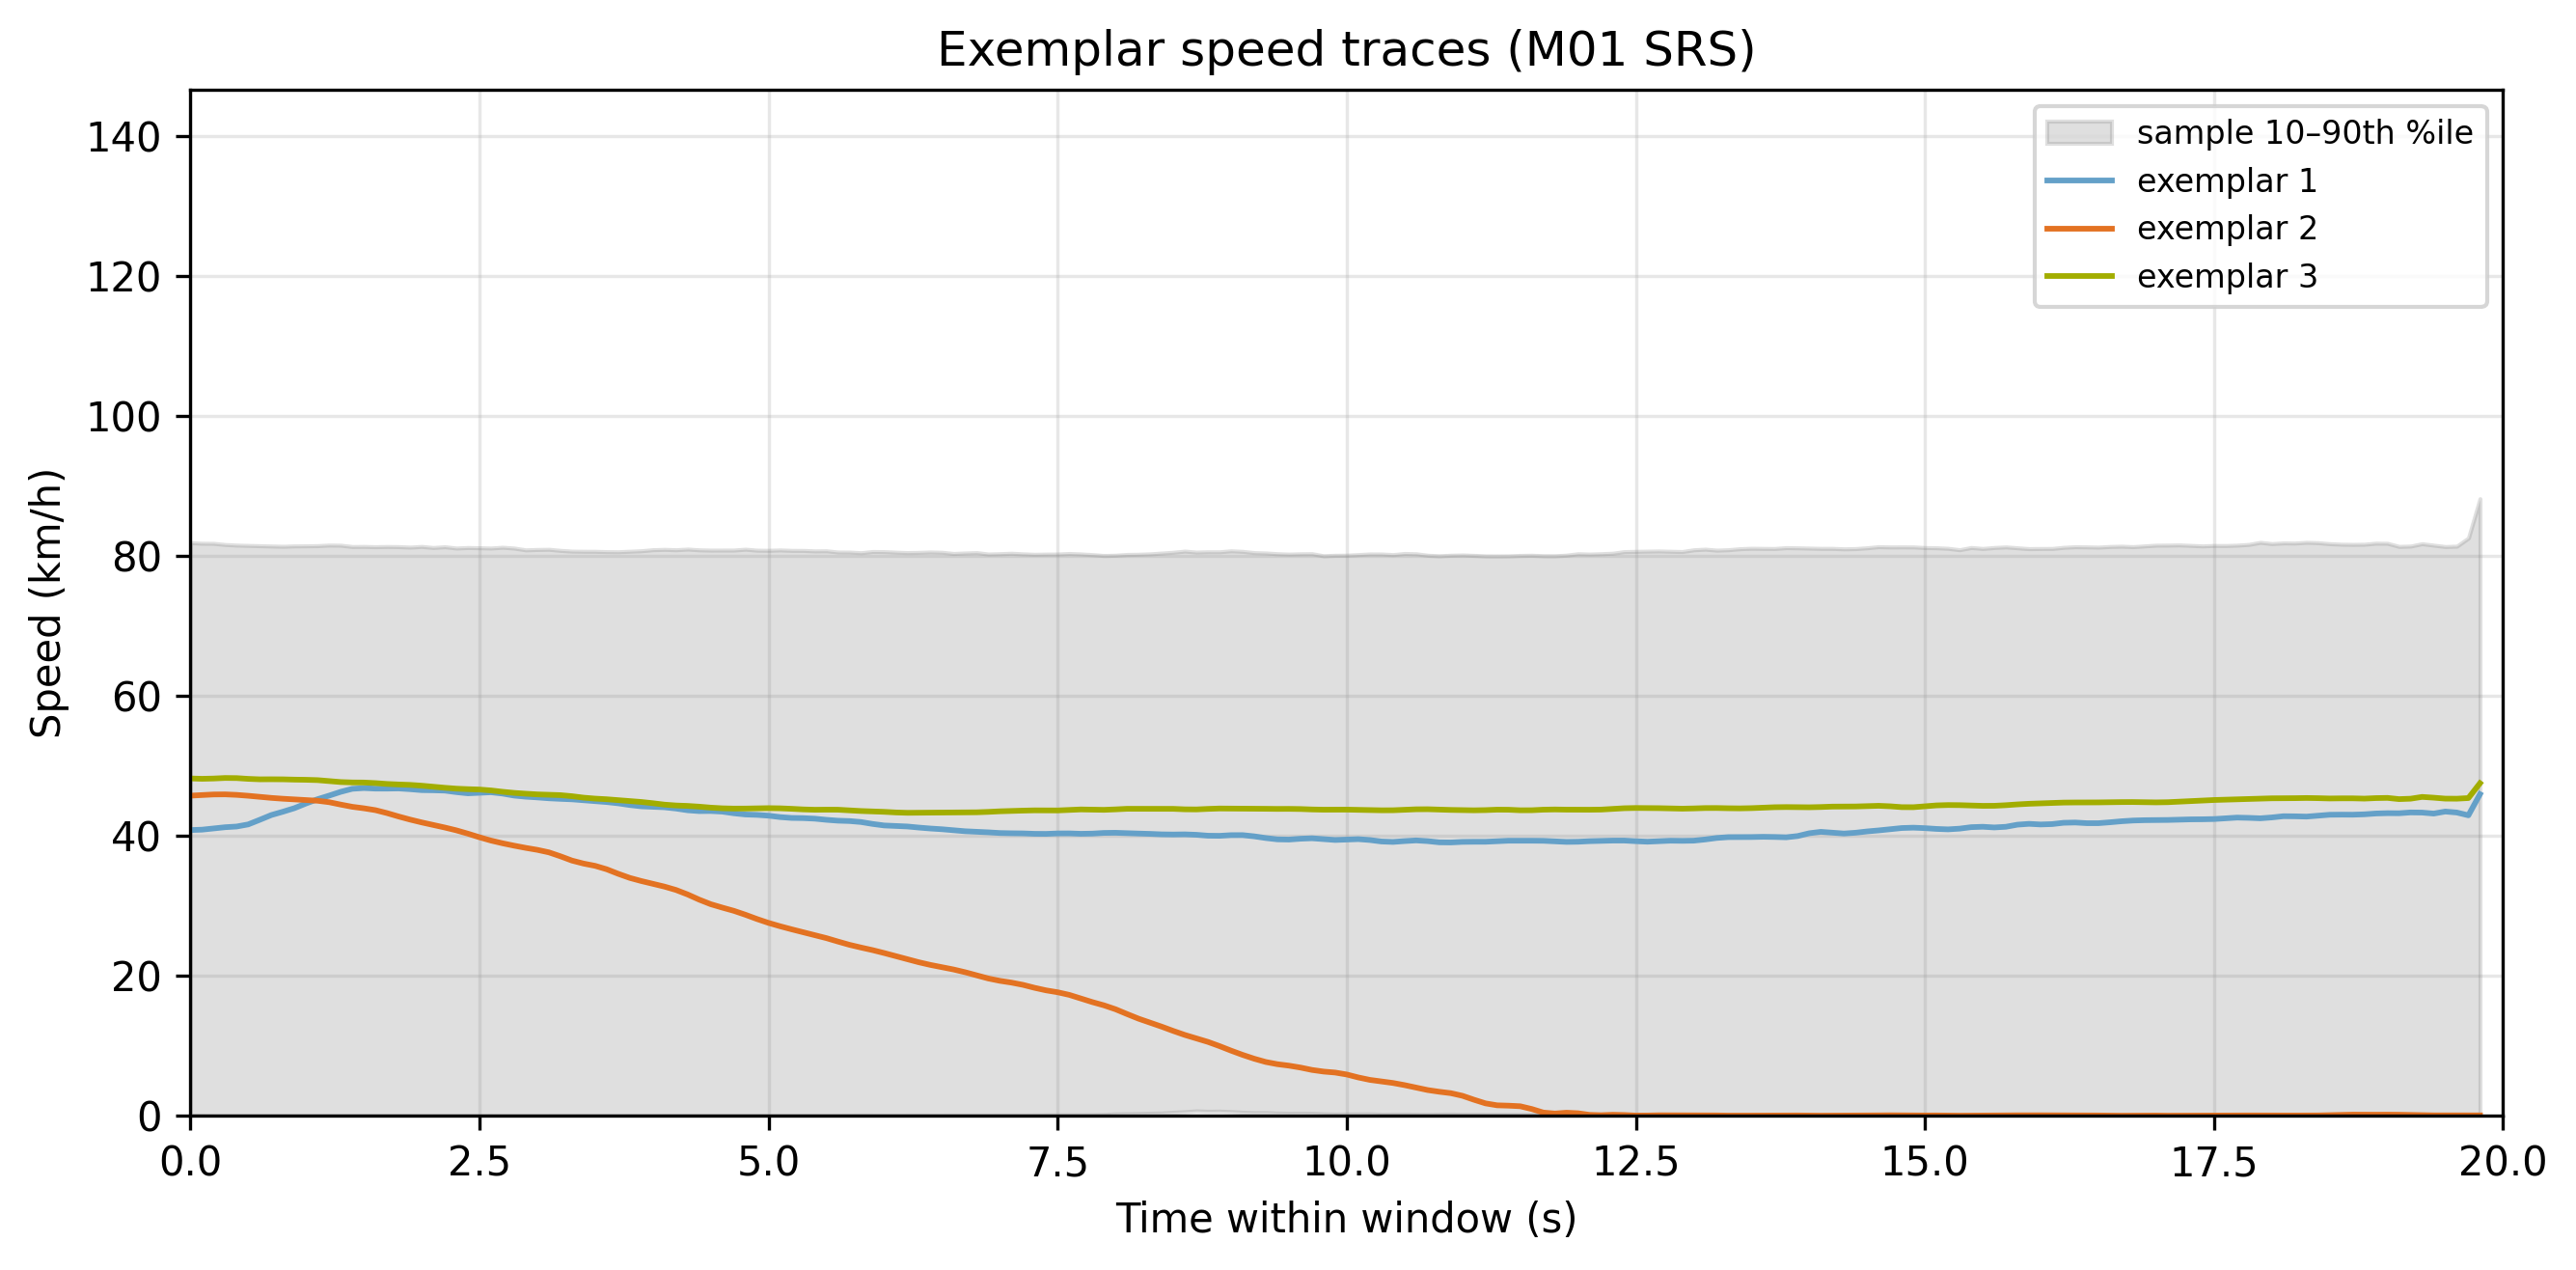 Exemplar speed traces (M01 SRS)
sample 10–90th %ile
exemplar 1
exemplar 2
exemplar 3
Speed (km/h)
140
120
100
80
60
40
20
0
0.0 2.5 5.0 7.5 10.0 12.5 15.0 17.5 20.0
Time within window (s)